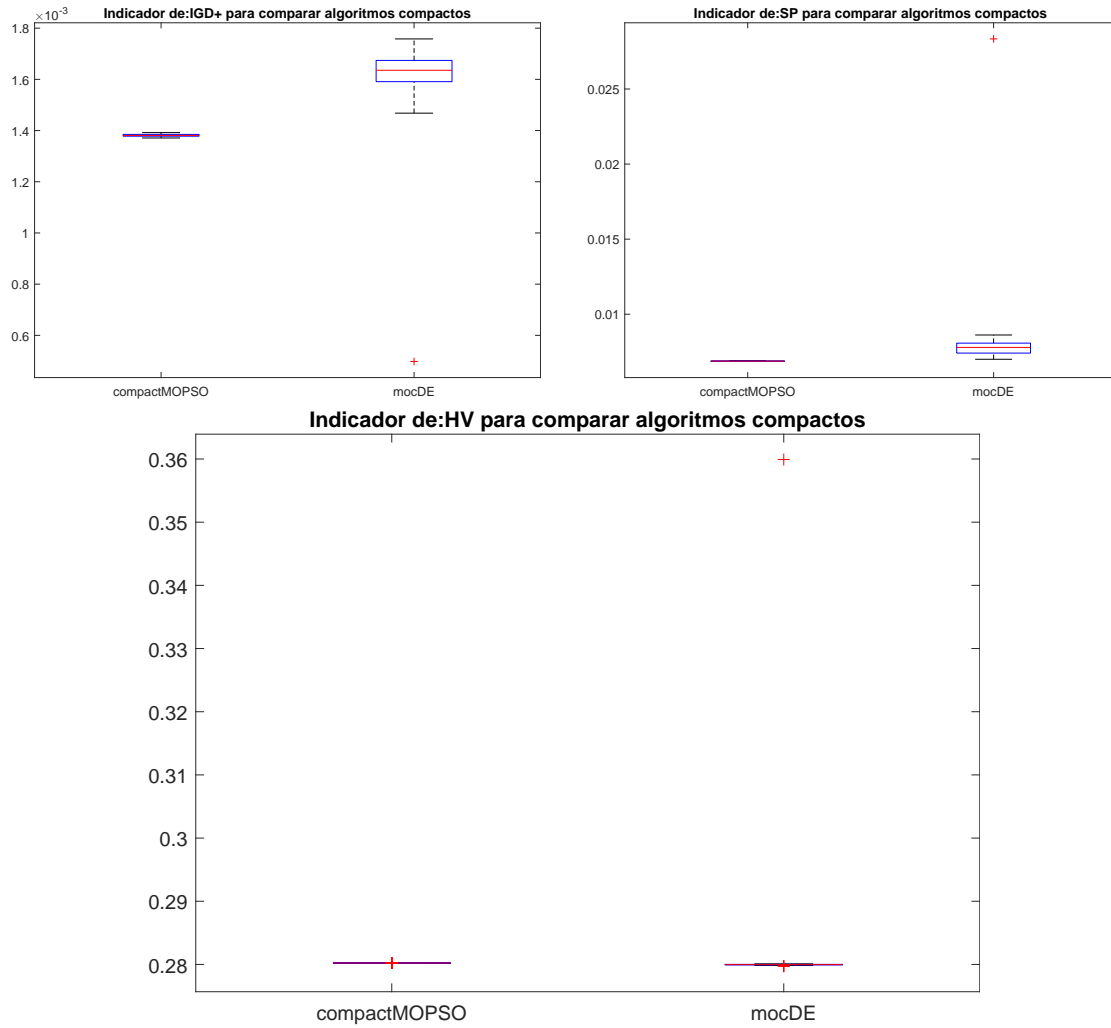 Indicador de:IGD+ para comparar algoritmos compactos
×10-3
1.8
1.6
1.4
1.2
1
0.8
0.6
compactMOPSO
mocDE
Indicador de:SP para comparar algoritmos compactos
0.025
0.02
0.015
0.01
compactMOPSO
mocDE
Indicador de:HV para comparar algoritmos compactos
0.36
0.35
0.34
0.33
0.32
0.31
0.3
0.29
0.28
compactMOPSO
mocDE